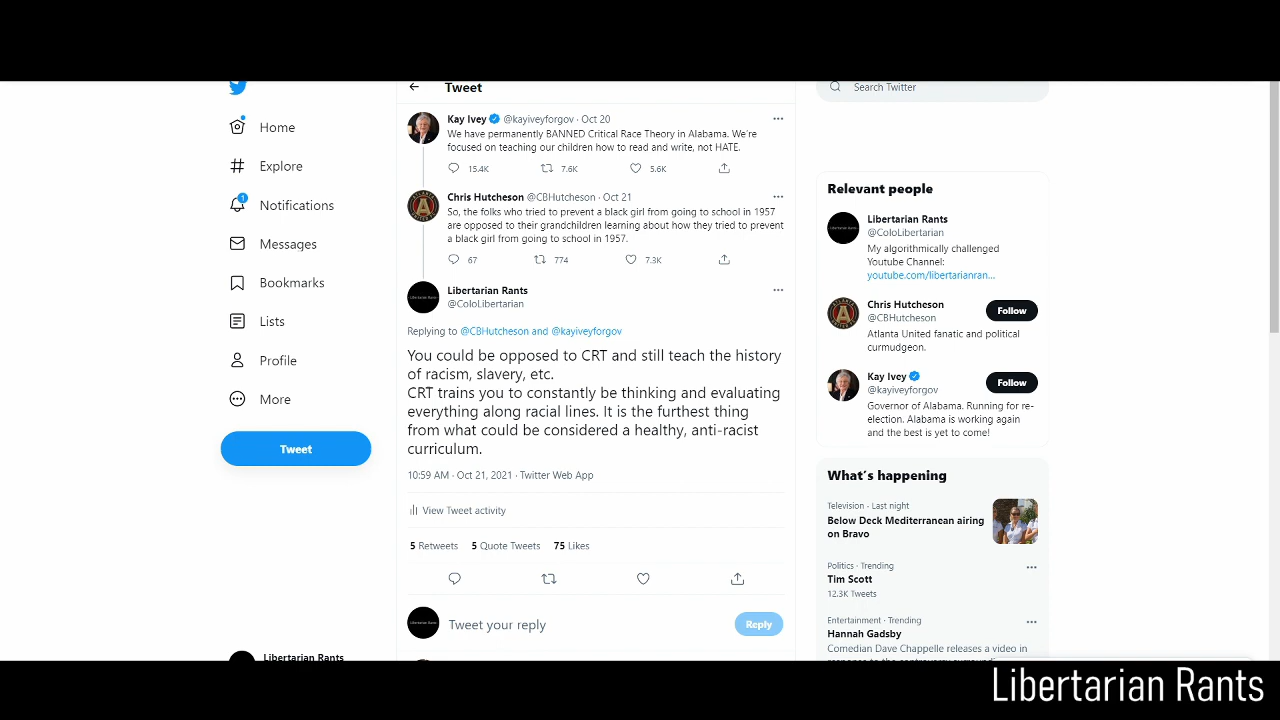 Tweet
Search Twitter
Home
Explore
1
Notifications
Messages
Bookmarks
Lists
Profile
More
Tweet
Kay Ivey @kayiveyforgov · Oct 20
We have permanently BANNED Critical Race Theory in Alabama. We're
focused on teaching our children how to read and write, not HATE.
15.4K 7.6K 5.6K
Chris Hutcheson @CBHutcheson · Oct 21
So, the folks who tried to prevent a black girl from going to school in 1957
are opposed to their grandchildren learning about how they tried to prevent
a black girl from going to school in 1957.
67 774 7.3K
Libertarian Rants
@ColoLibertarian
Replying to @CBHutcheson and @kayiveyforgov
You could be opposed to CRT and still teach the history
of racism, slavery, etc.
CRT trains you to constantly be thinking and evaluating
everything along racial lines. It is the furthest thing
from what could be considered a healthy, anti-racist
curriculum.
10:59 AM · Oct 21, 2021 · Twitter Web App
View Tweet activity
5 Retweets 5 Quote Tweets 75 Likes
Tweet your reply
Reply
Relevant people
Libertarian Rants
@ColoLibertarian
My algorithmically challenged
Youtube Channel:
youtube.com/libertarianran...
Chris Hutcheson
@CBHutcheson
Follow
Atlanta United fanatic and political
curmudgeon.
Kay Ivey
@kayiveyforgov
Follow
Governor of Alabama. Running for re-
election. Alabama is working again
and the best is yet to come!
What's happening
Television · Last night
Below Deck Mediterranean airing
on Bravo
Politics · Trending
Tim Scott
12.3K Tweets
Entertainment · Trending
Hannah Gadsby
Comedian Dave Chappelle releases a video in
Libertarian Rants
Libertarian Rants